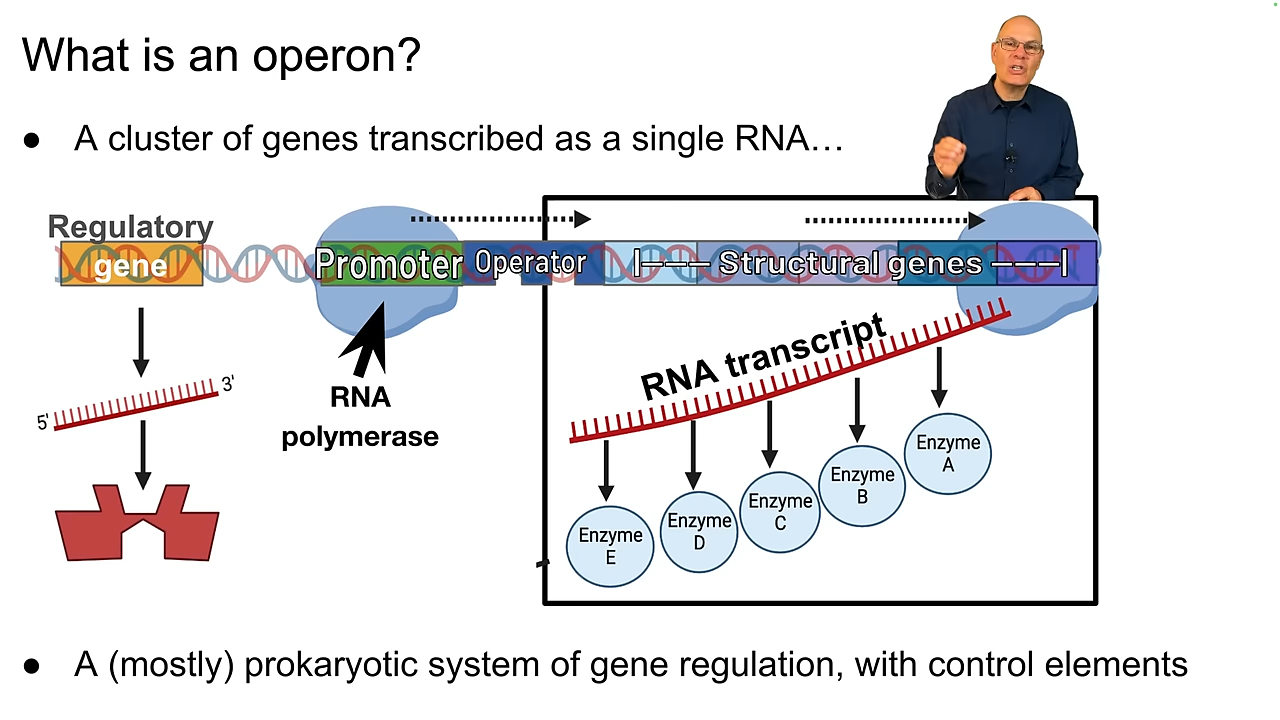 What is an operon?
● A cluster of genes transcribed as a single RNA…
Regulatory
gene
Promoter
Operator
|––– Structural genes –––|
RNA transcript
3'
5'
RNA
polymerase
Enzyme
A
Enzyme
B
Enzyme
C
Enzyme
D
Enzyme
E
● A (mostly) prokaryotic system of gene regulation, with control elements